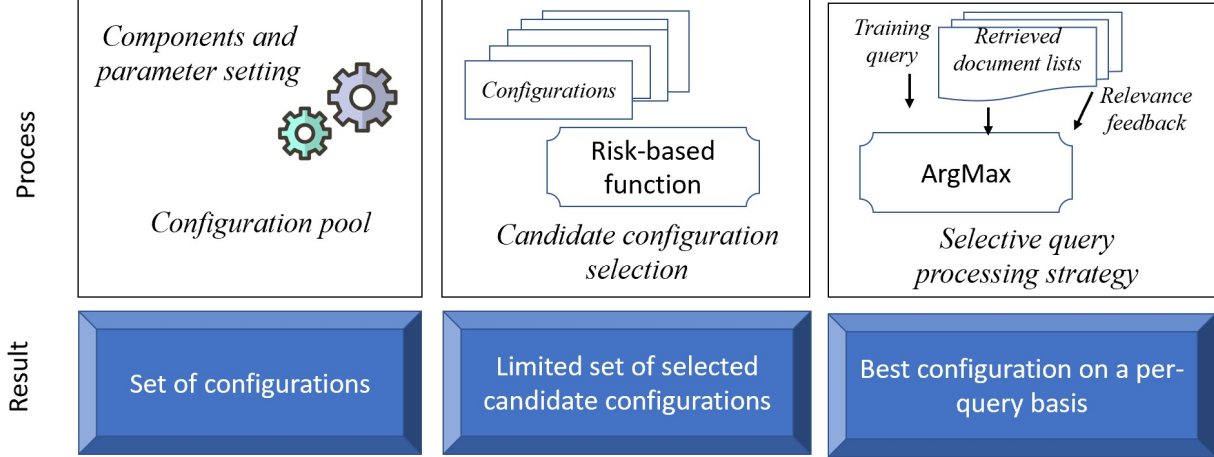 Process
Components and
parameter setting
Configuration pool
Configurations
Risk-based
function
Candidate configuration
selection
Training
query
Retrieved
document lists
Relevance
feedback
ArgMax
Selective query
processing strategy
Result
Set of configurations
Limited set of selected
candidate configurations
Best configuration on a per-
query basis